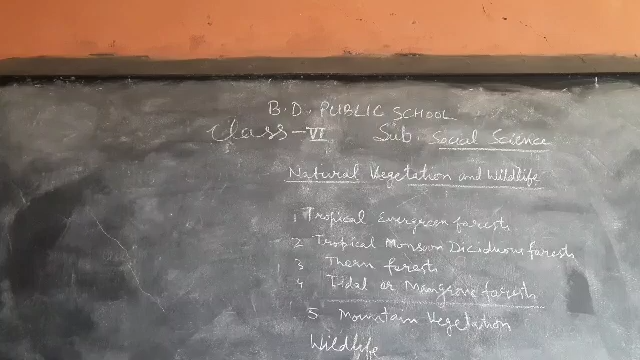 B.D. PUBLIC SCHOOL
Class-VI Sub. Social Science
Natural Vegetation and Wildlife
1 Tropical Evergreen forests
2 Tropical Monsoon Diciduous forests
3 Thorn forests
4 Tidal or Mangrove forests
5 Mountain Vegetation
Wildlife